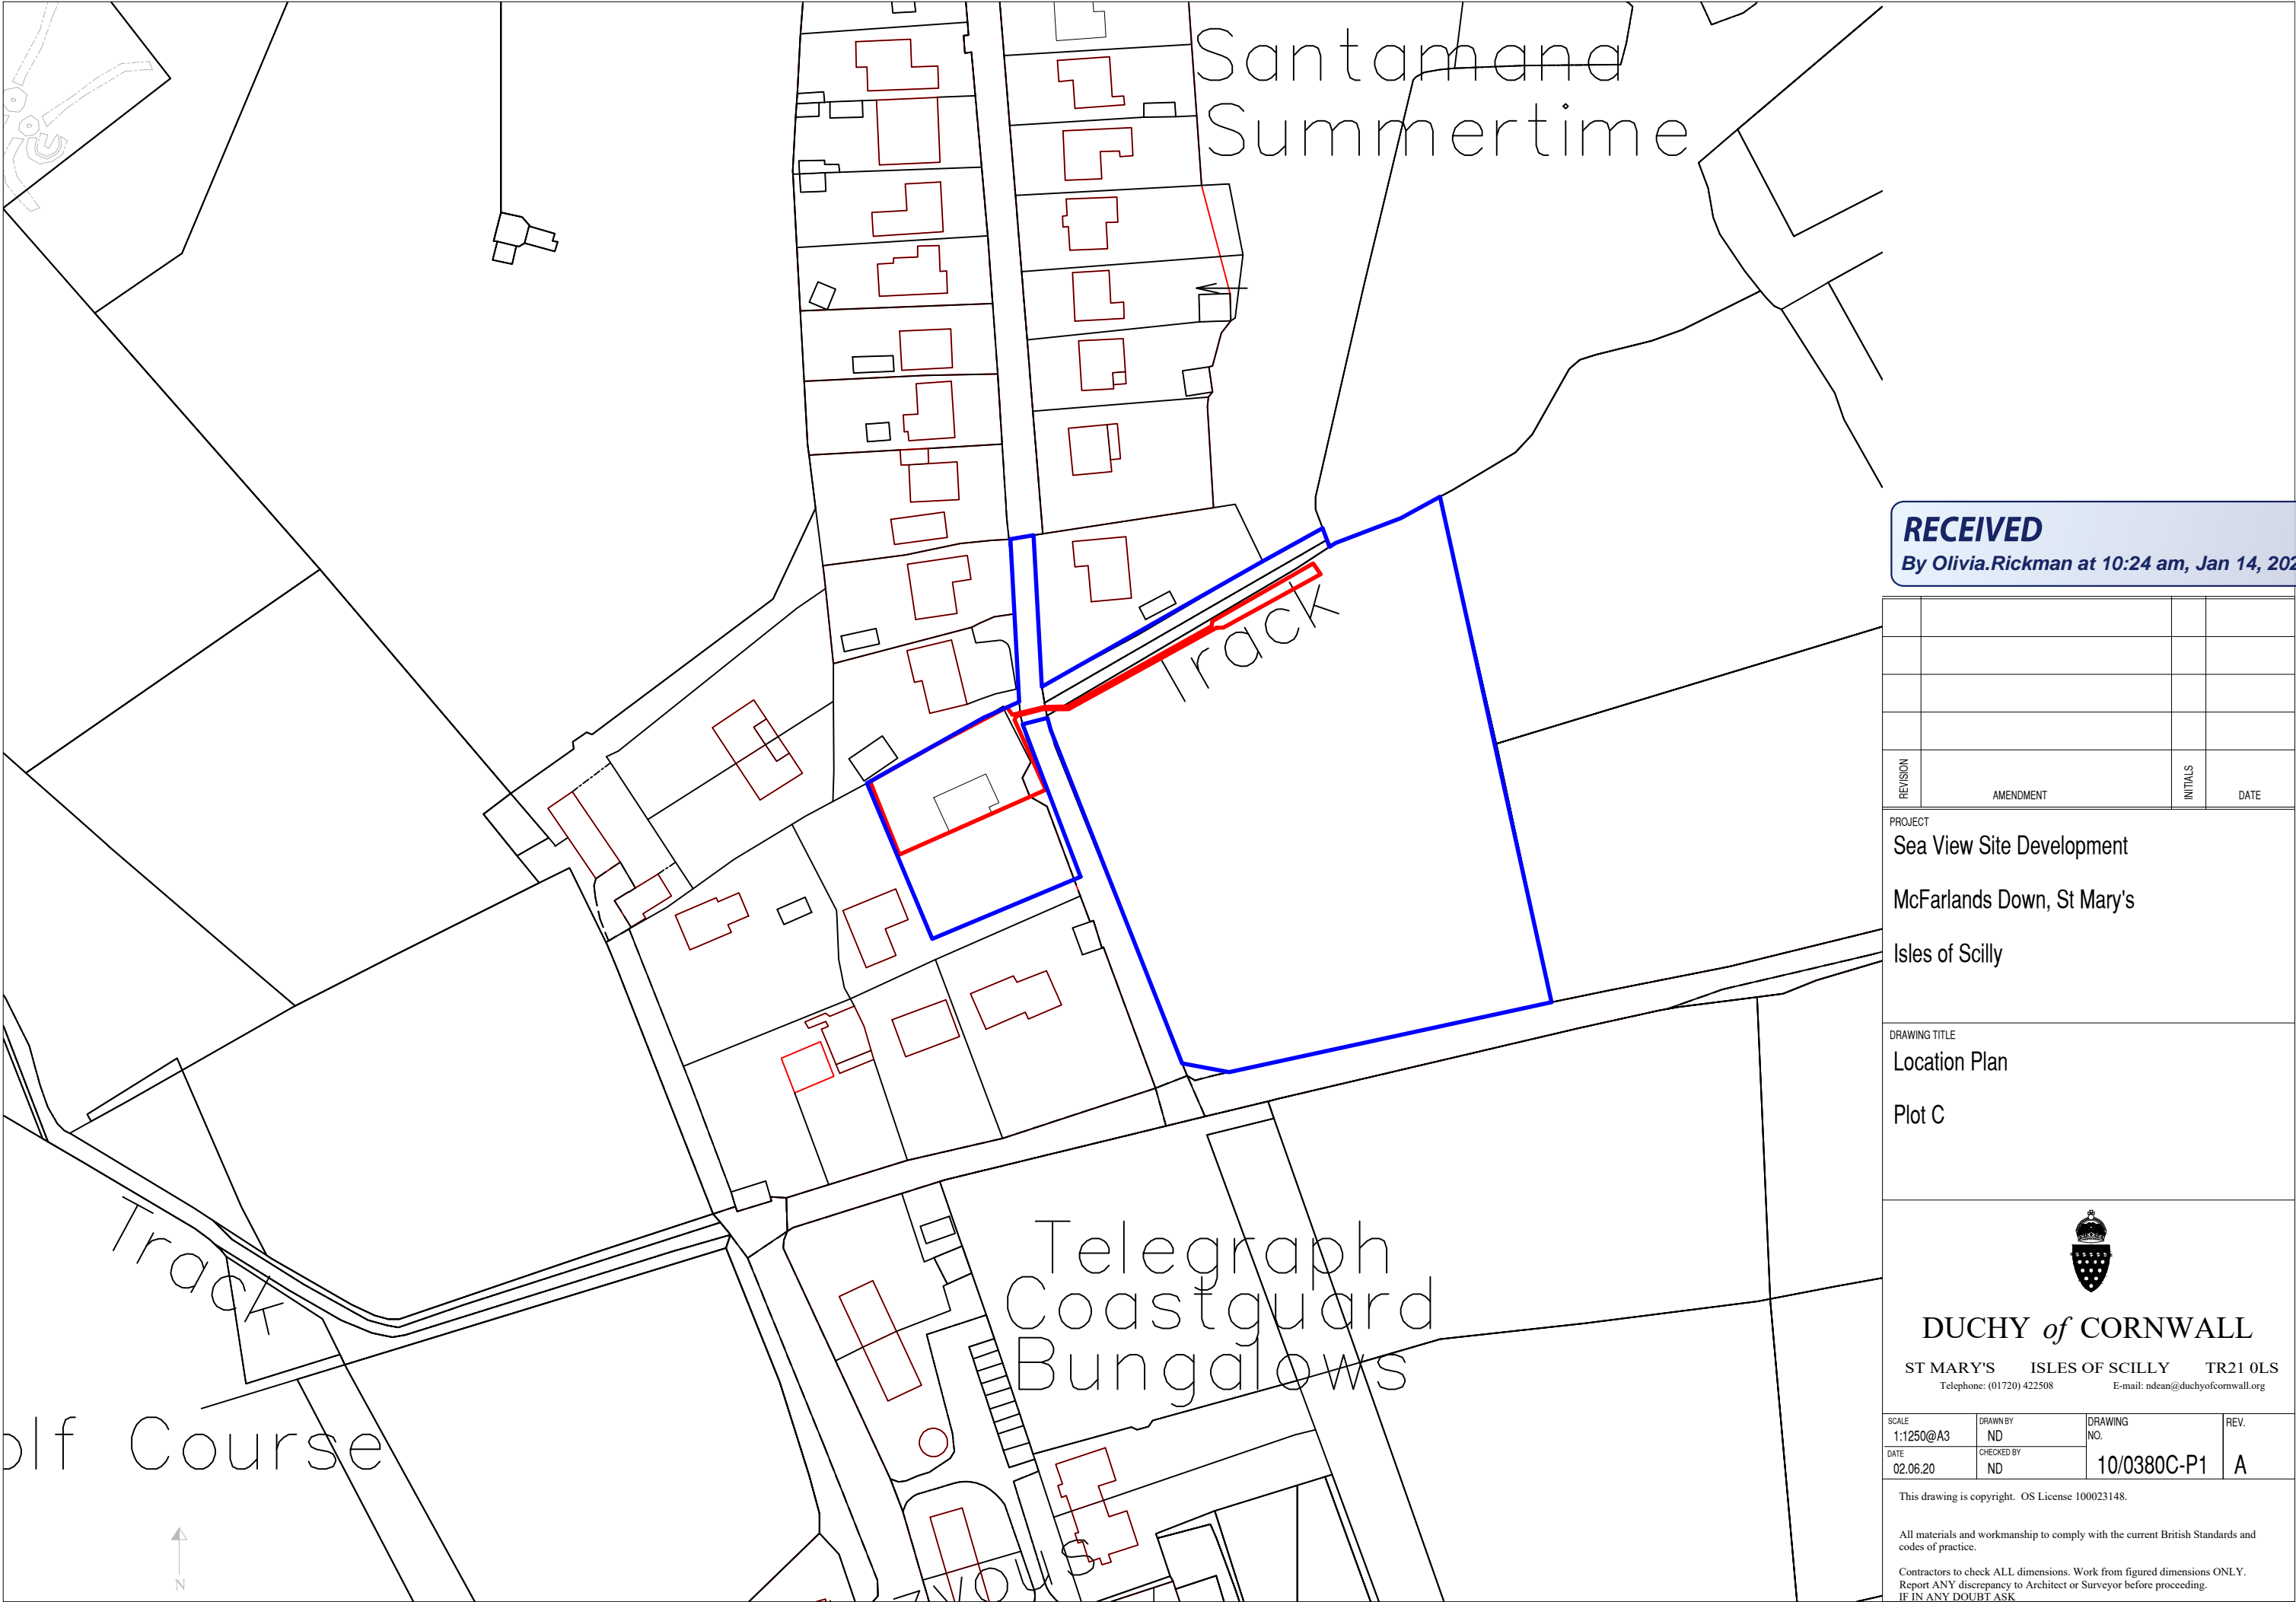 Santamana
Summertime
Track
Track
Telegraph
Coastguard
Bungalows
Course
N
RECEIVED
By Olivia.Rickman at 10:24 am, Jan 14,
REVISION
AMENDMENT
INITIALS
DATE
PROJECT
Sea View Site Development
McFarlands Down, St Mary's
Isles of Scilly
DRAWING TITLE
Location Plan
Plot C
DUCHY of CORNWALL
ST MARY'S ISLES OF SCILLY TR21 0LS
Telephone: (01720) 422508 E-mail: ndean@duchyofcornwall.org
SCALE
1:1250@A3
DRAWN BY
ND
DRAWING
NO.
10/0380C-P1
REV.
A
DATE
02.06.20
CHECKED BY
ND
This drawing is copyright. OS License 100023148.
All materials and workmanship to comply with the current British Standards and
codes of practice.
Contractors to check ALL dimensions. Work from figured dimensions ONLY.
Report ANY discrepancy to Architect or Surveyor before proceeding.
IF IN ANY DOUBT ASK